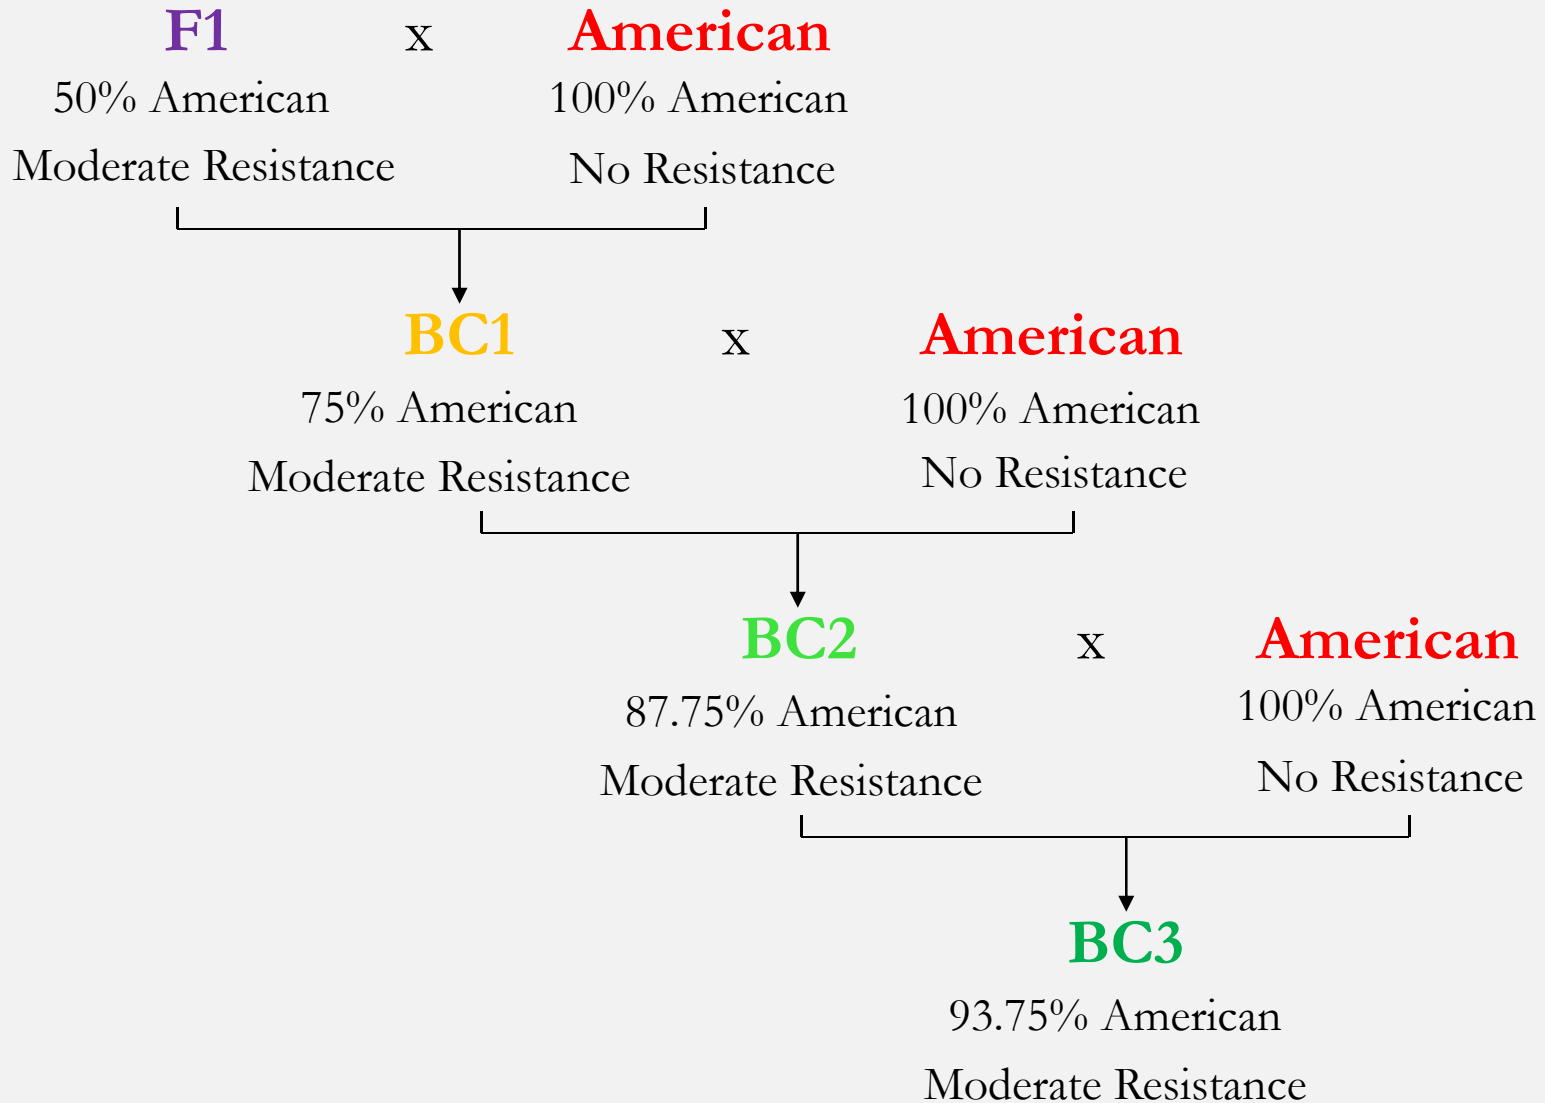 F1 x American
50% American 100% American
Moderate Resistance No Resistance
BC1 x American
75% American 100% American
Moderate Resistance No Resistance
BC2 x American
87.75% American 100% American
Moderate Resistance No Resistance
BC3
93.75% American
Moderate Resistance